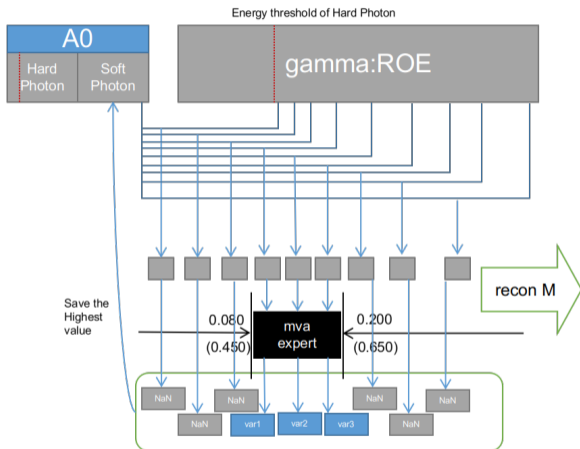 Energy threshold of Hard Photon
A0
Hard
Photon
Soft
Photon
gamma:ROE
recon M
Save the
Highest
value
0.080
(0.450)
mva
expert
0.200
(0.650)
NaN
NaN
NaN
var1
var2
var3
NaN
NaN
NaN